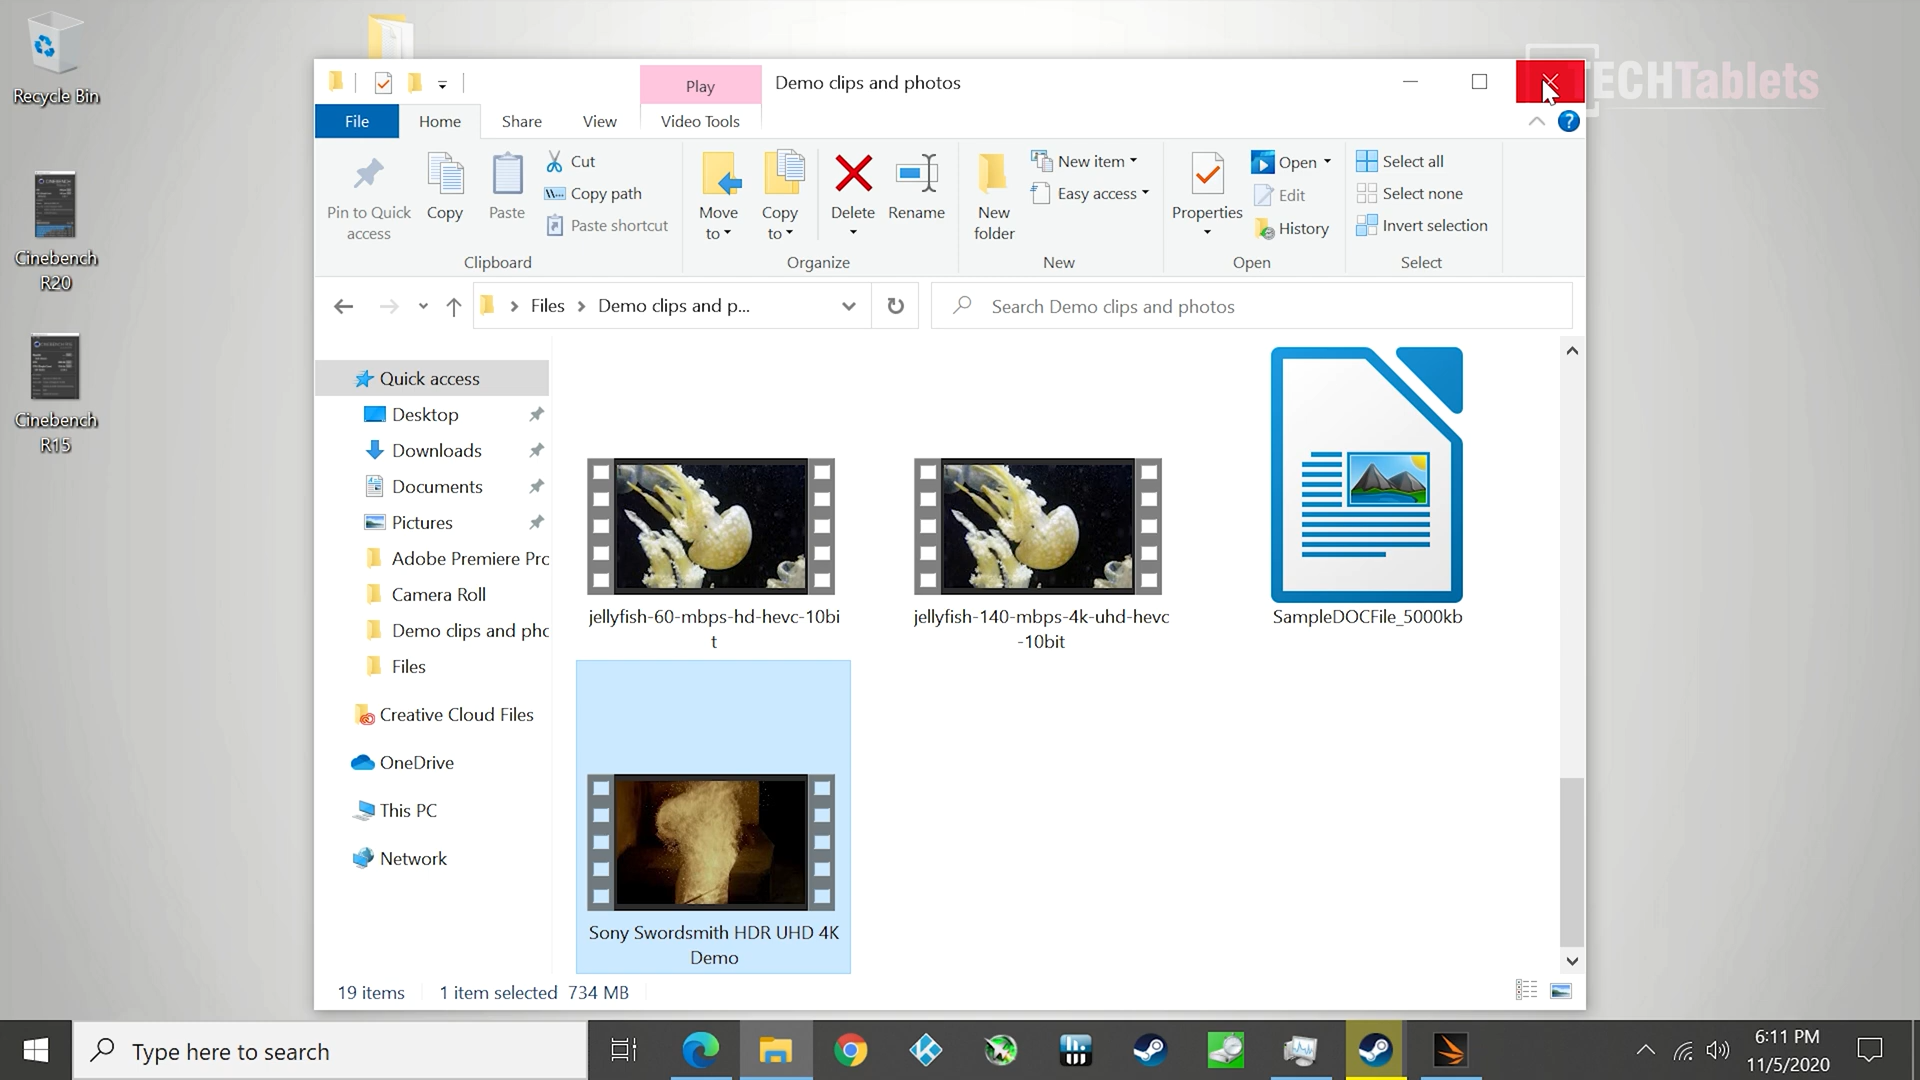 Recycle Bin
Cinebench
R20
Cinebench
R15
Play
Demo clips and photos
TECHTablets
File
Home
Share
View
Video Tools
Pin to Quick
access
Copy
Paste
Cut
Copy path
Paste shortcut
Clipboard
Move
to
Copy
to
Delete
Rename
Organize
New
folder
New item
Easy access
New
Properties
Open
Edit
History
Open
Select all
Select none
Invert selection
Select
Files
Demo clips and p...
Search Demo clips and photos
Quick access
Desktop
Downloads
Documents
Pictures
Adobe Premiere Prc
Camera Roll
Demo clips and phc
Files
Creative Cloud Files
OneDrive
This PC
Network
jellyfish-60-mbps-hd-hevc-10bi
t
jellyfish-140-mbps-4k-uhd-hevc
-10bit
SampleDOCFile_5000kb
Sony Swordsmith HDR UHD 4K
Demo
19 items
1 item selected 734 MB
Type here to search
6:11 PM
11/5/2020